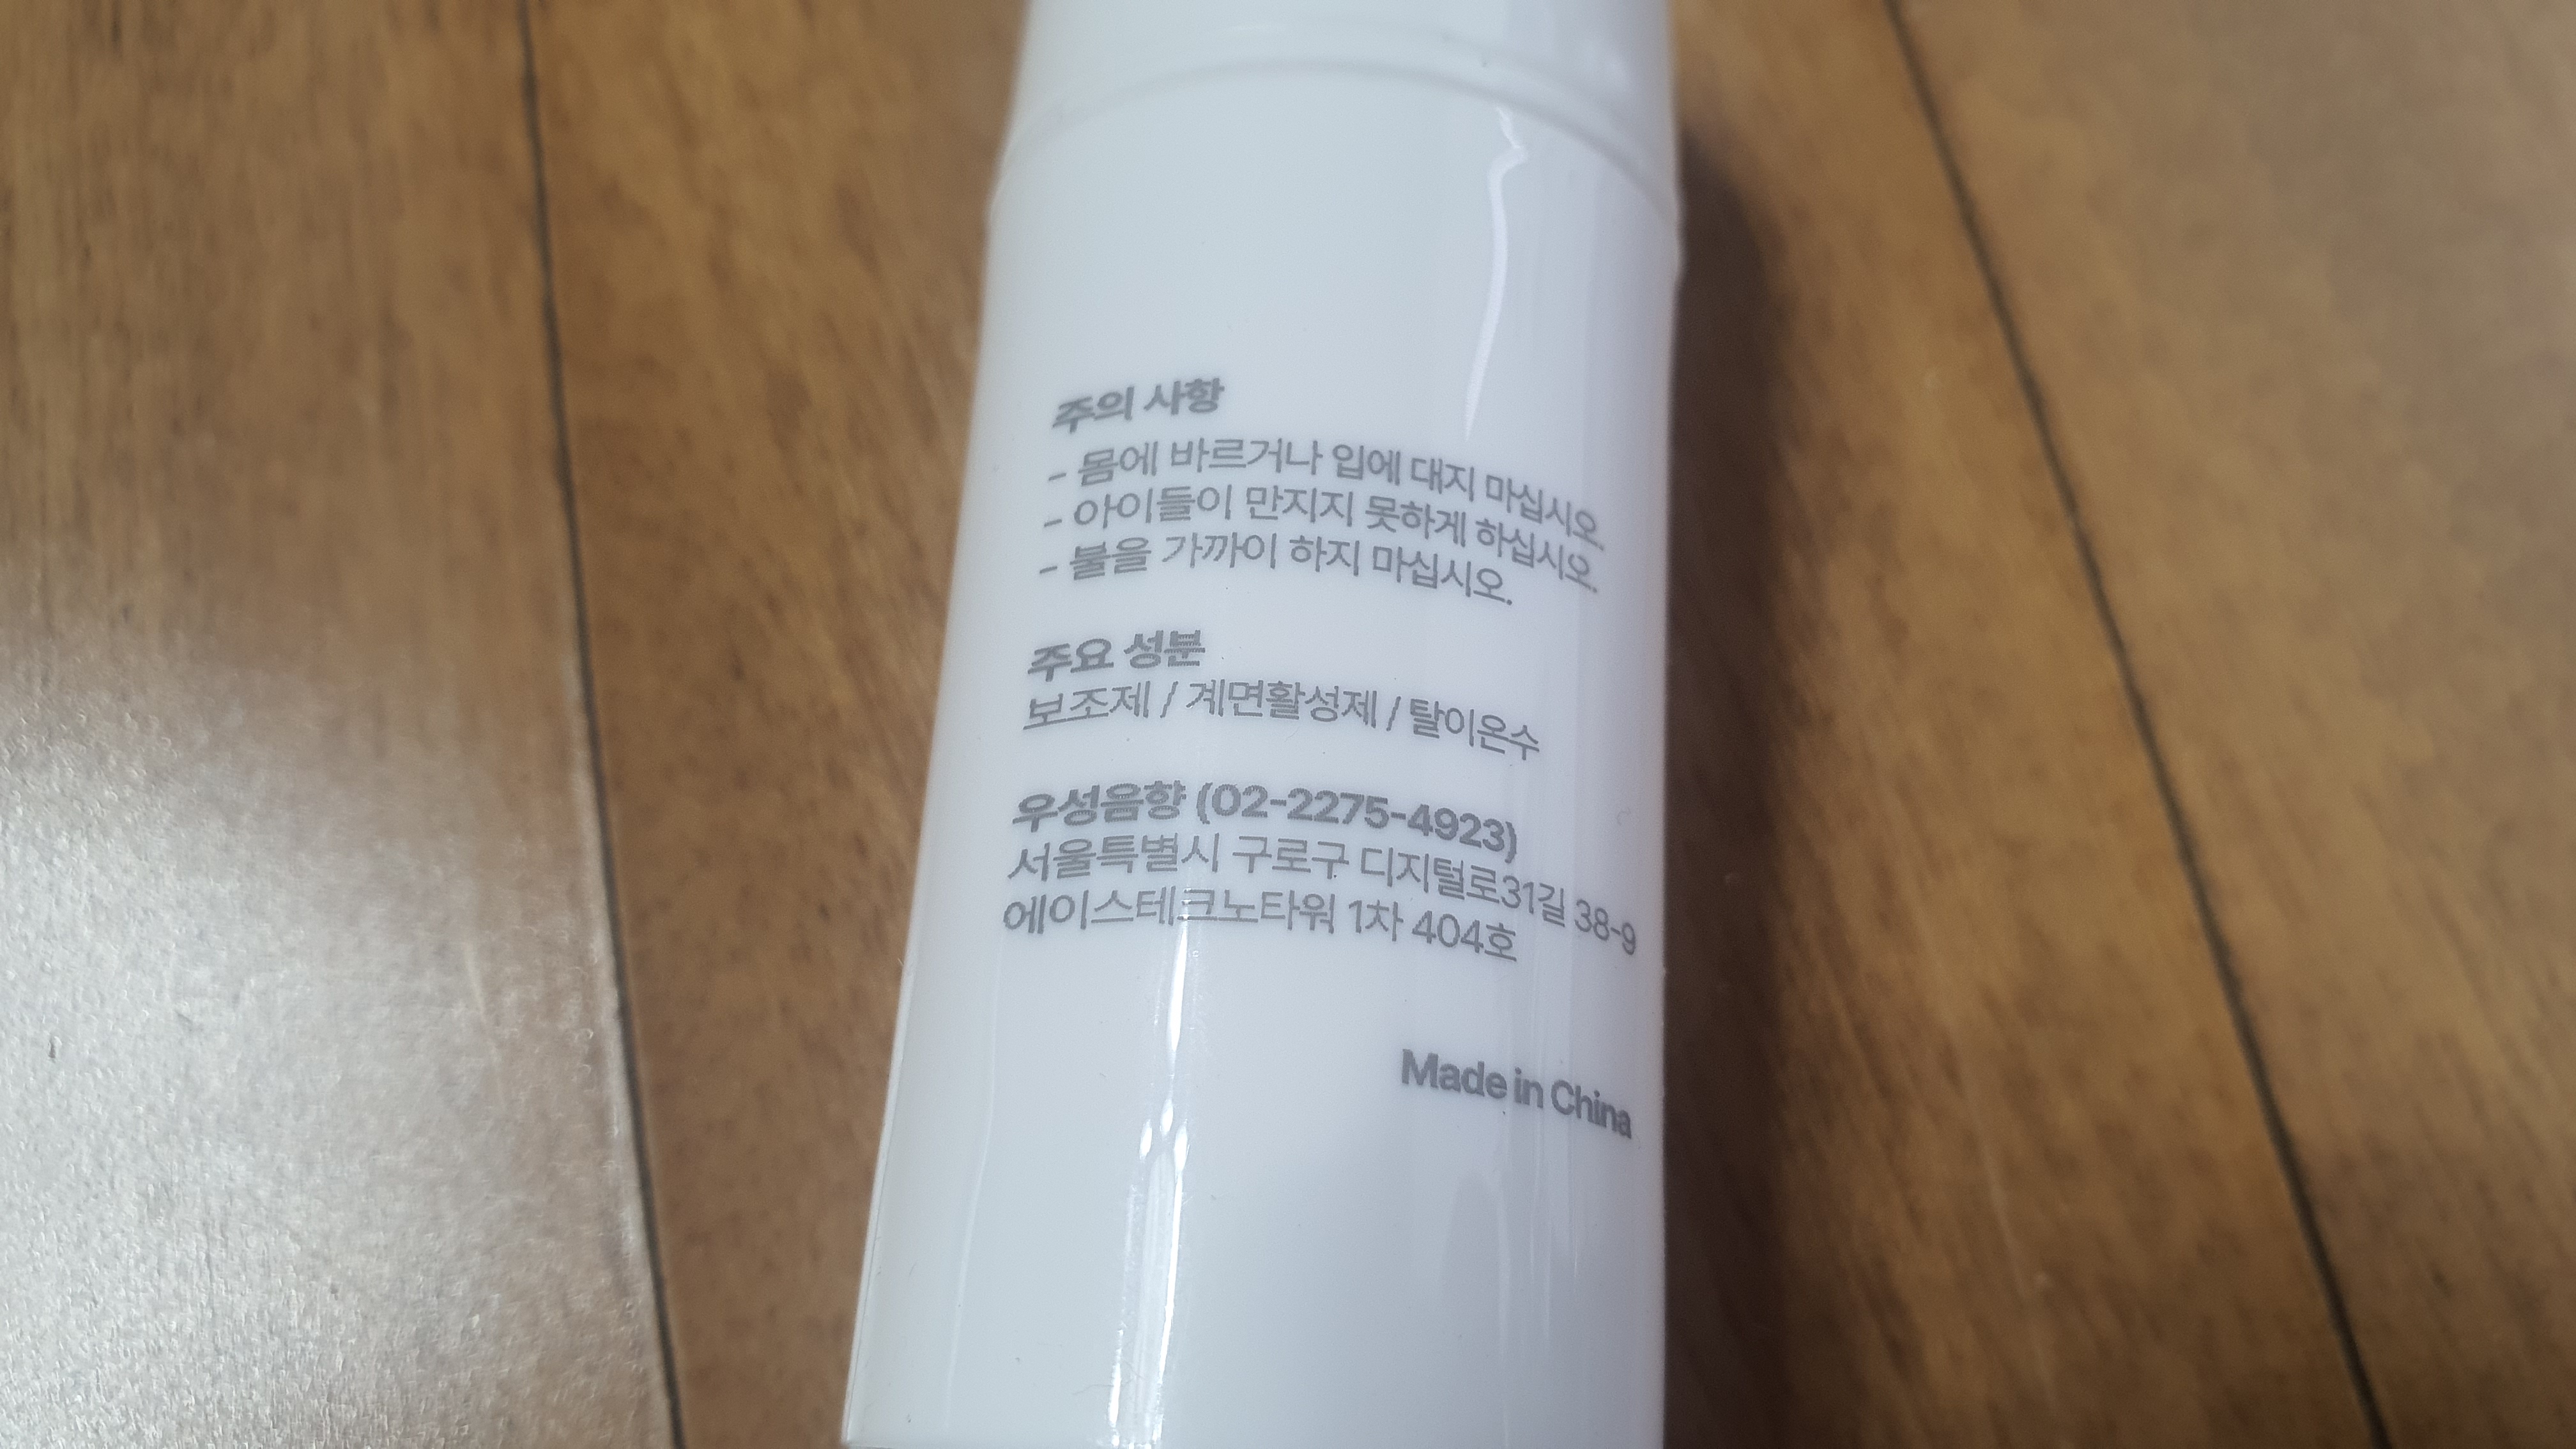 주의 사항
- 몸에 바르거나 입에 대지 마십시오.
- 아이들이 만지지 못하게 하십시오.
- 불을 가까이 하지 마십시오.
주요 성분
보조제 / 계면활성제 / 탈이온수
우성음향 (02-2275-4923)
서울특별시 구로구 디지털로31길 38-9
에이스테크노타워 1차 404호
Made in China